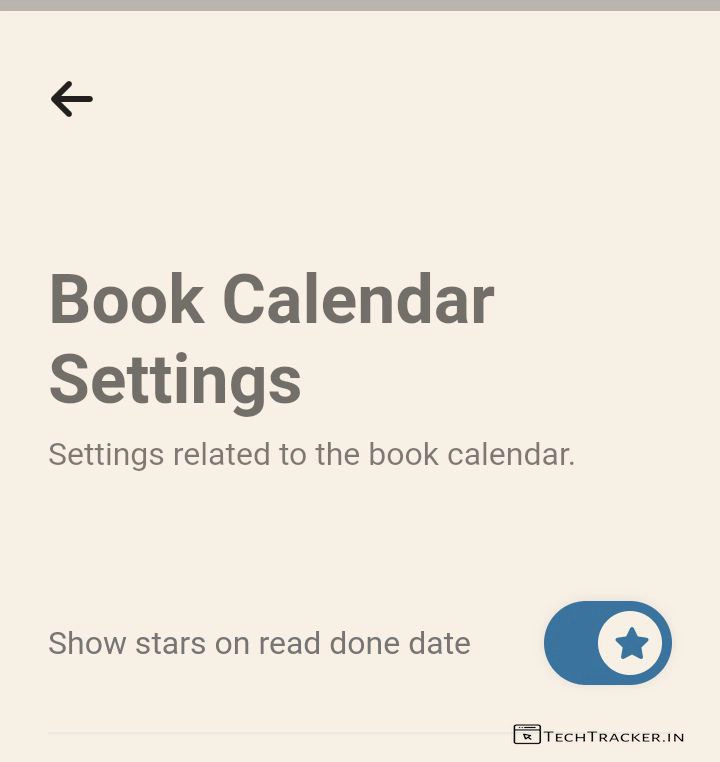 Book Calendar
Settings
Settings related to the book calendar.
Show stars on read done date
TECHTRACKER.IN